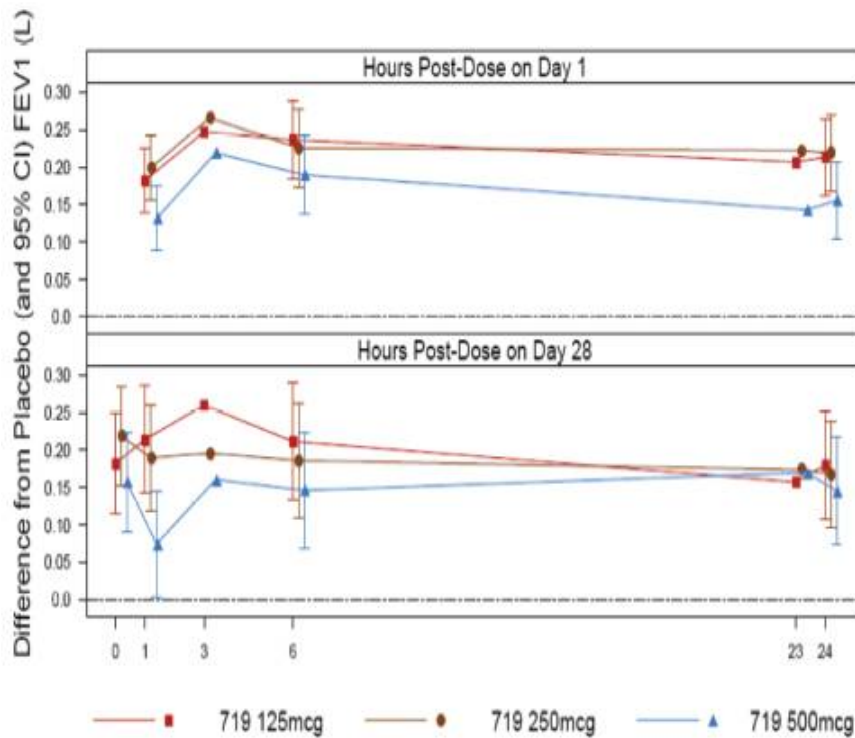 Difference from Placebo (and 95% CI) FEV1 (L)
Hours Post-Dose on Day 1
0.30
0.25
0.20
0.15
0.10
0.05
0.0
Hours Post-Dose on Day 28
0.30
0.25
0.20
0.15
0.10
0.05
0.0
0 1 3 6 23 24
719 125mcg 719 250mcg 719 500mcg